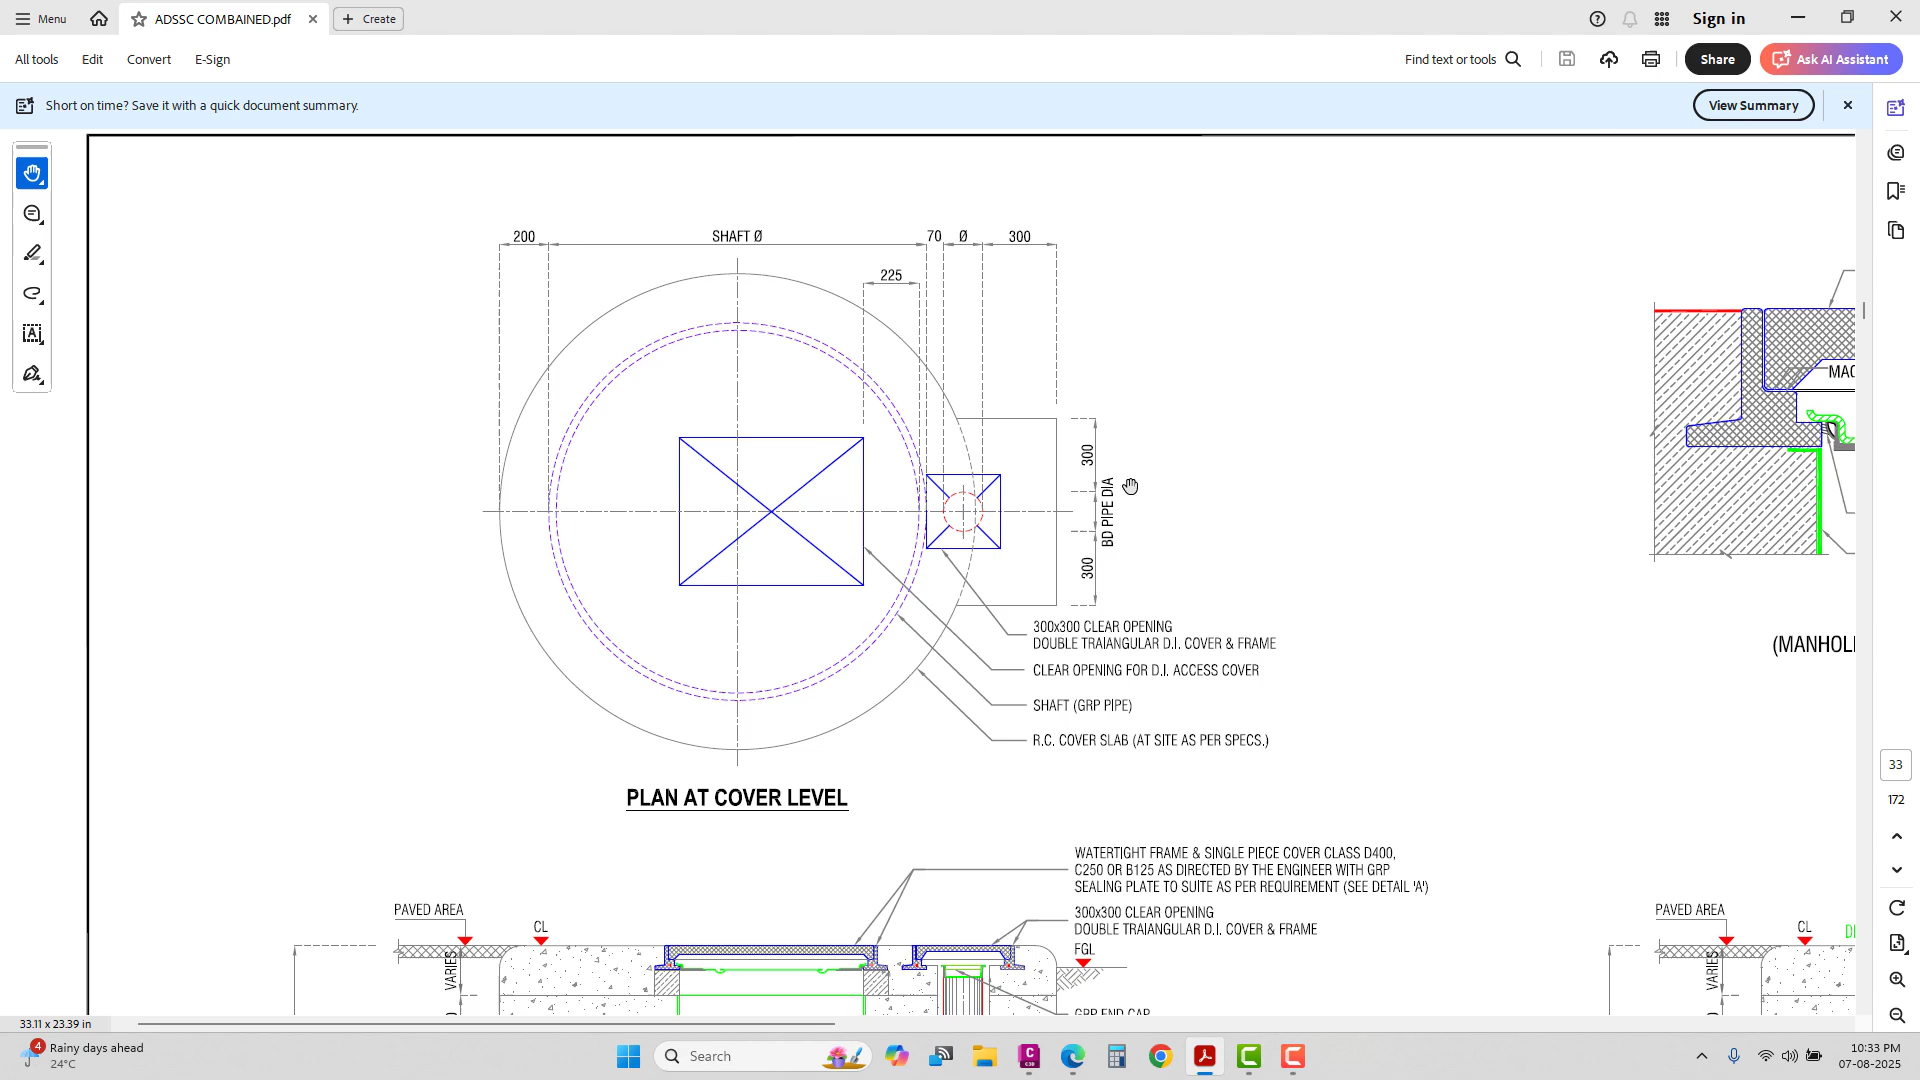 Menu
ADSSC COMBAINED.pdf
Create
Sign in
All tools
Edit
Convert
E-Sign
Find text or tools
Share
Ask AI Assistant
Short on time? Save it with a quick document summary.
View Summary
200
SHAFT Ø
70
Ø
300
225
300
BD PIPE DIA
300
300x300 CLEAR OPENING
DOUBLE TRAIANGULAR D.I. COVER & FRAME
CLEAR OPENING FOR D.I. ACCESS COVER
SHAFT (GRP PIPE)
R.C. COVER SLAB (AT SITE AS PER SPECS.)
PLAN AT COVER LEVEL
MAC
(MANHOL
33
172
WATERTIGHT FRAME & SINGLE PIECE COVER CLASS D400,
C250 OR B125 AS DIRECTED BY THE ENGINEER WITH GRP
SEALING PLATE TO SUITE AS PER REQUIREMENT (SEE DETAIL 'A')
300x300 CLEAR OPENING
DOUBLE TRAIANGULAR D.I. COVER & FRAME
PAVED AREA
CL
FGL
VARIES
GRP END CAP
PAVED AREA
CL
VARIES
33.11 x 23.39 in
4
Rainy days ahead
24°C
Search
10:33 PM
07-08-2025